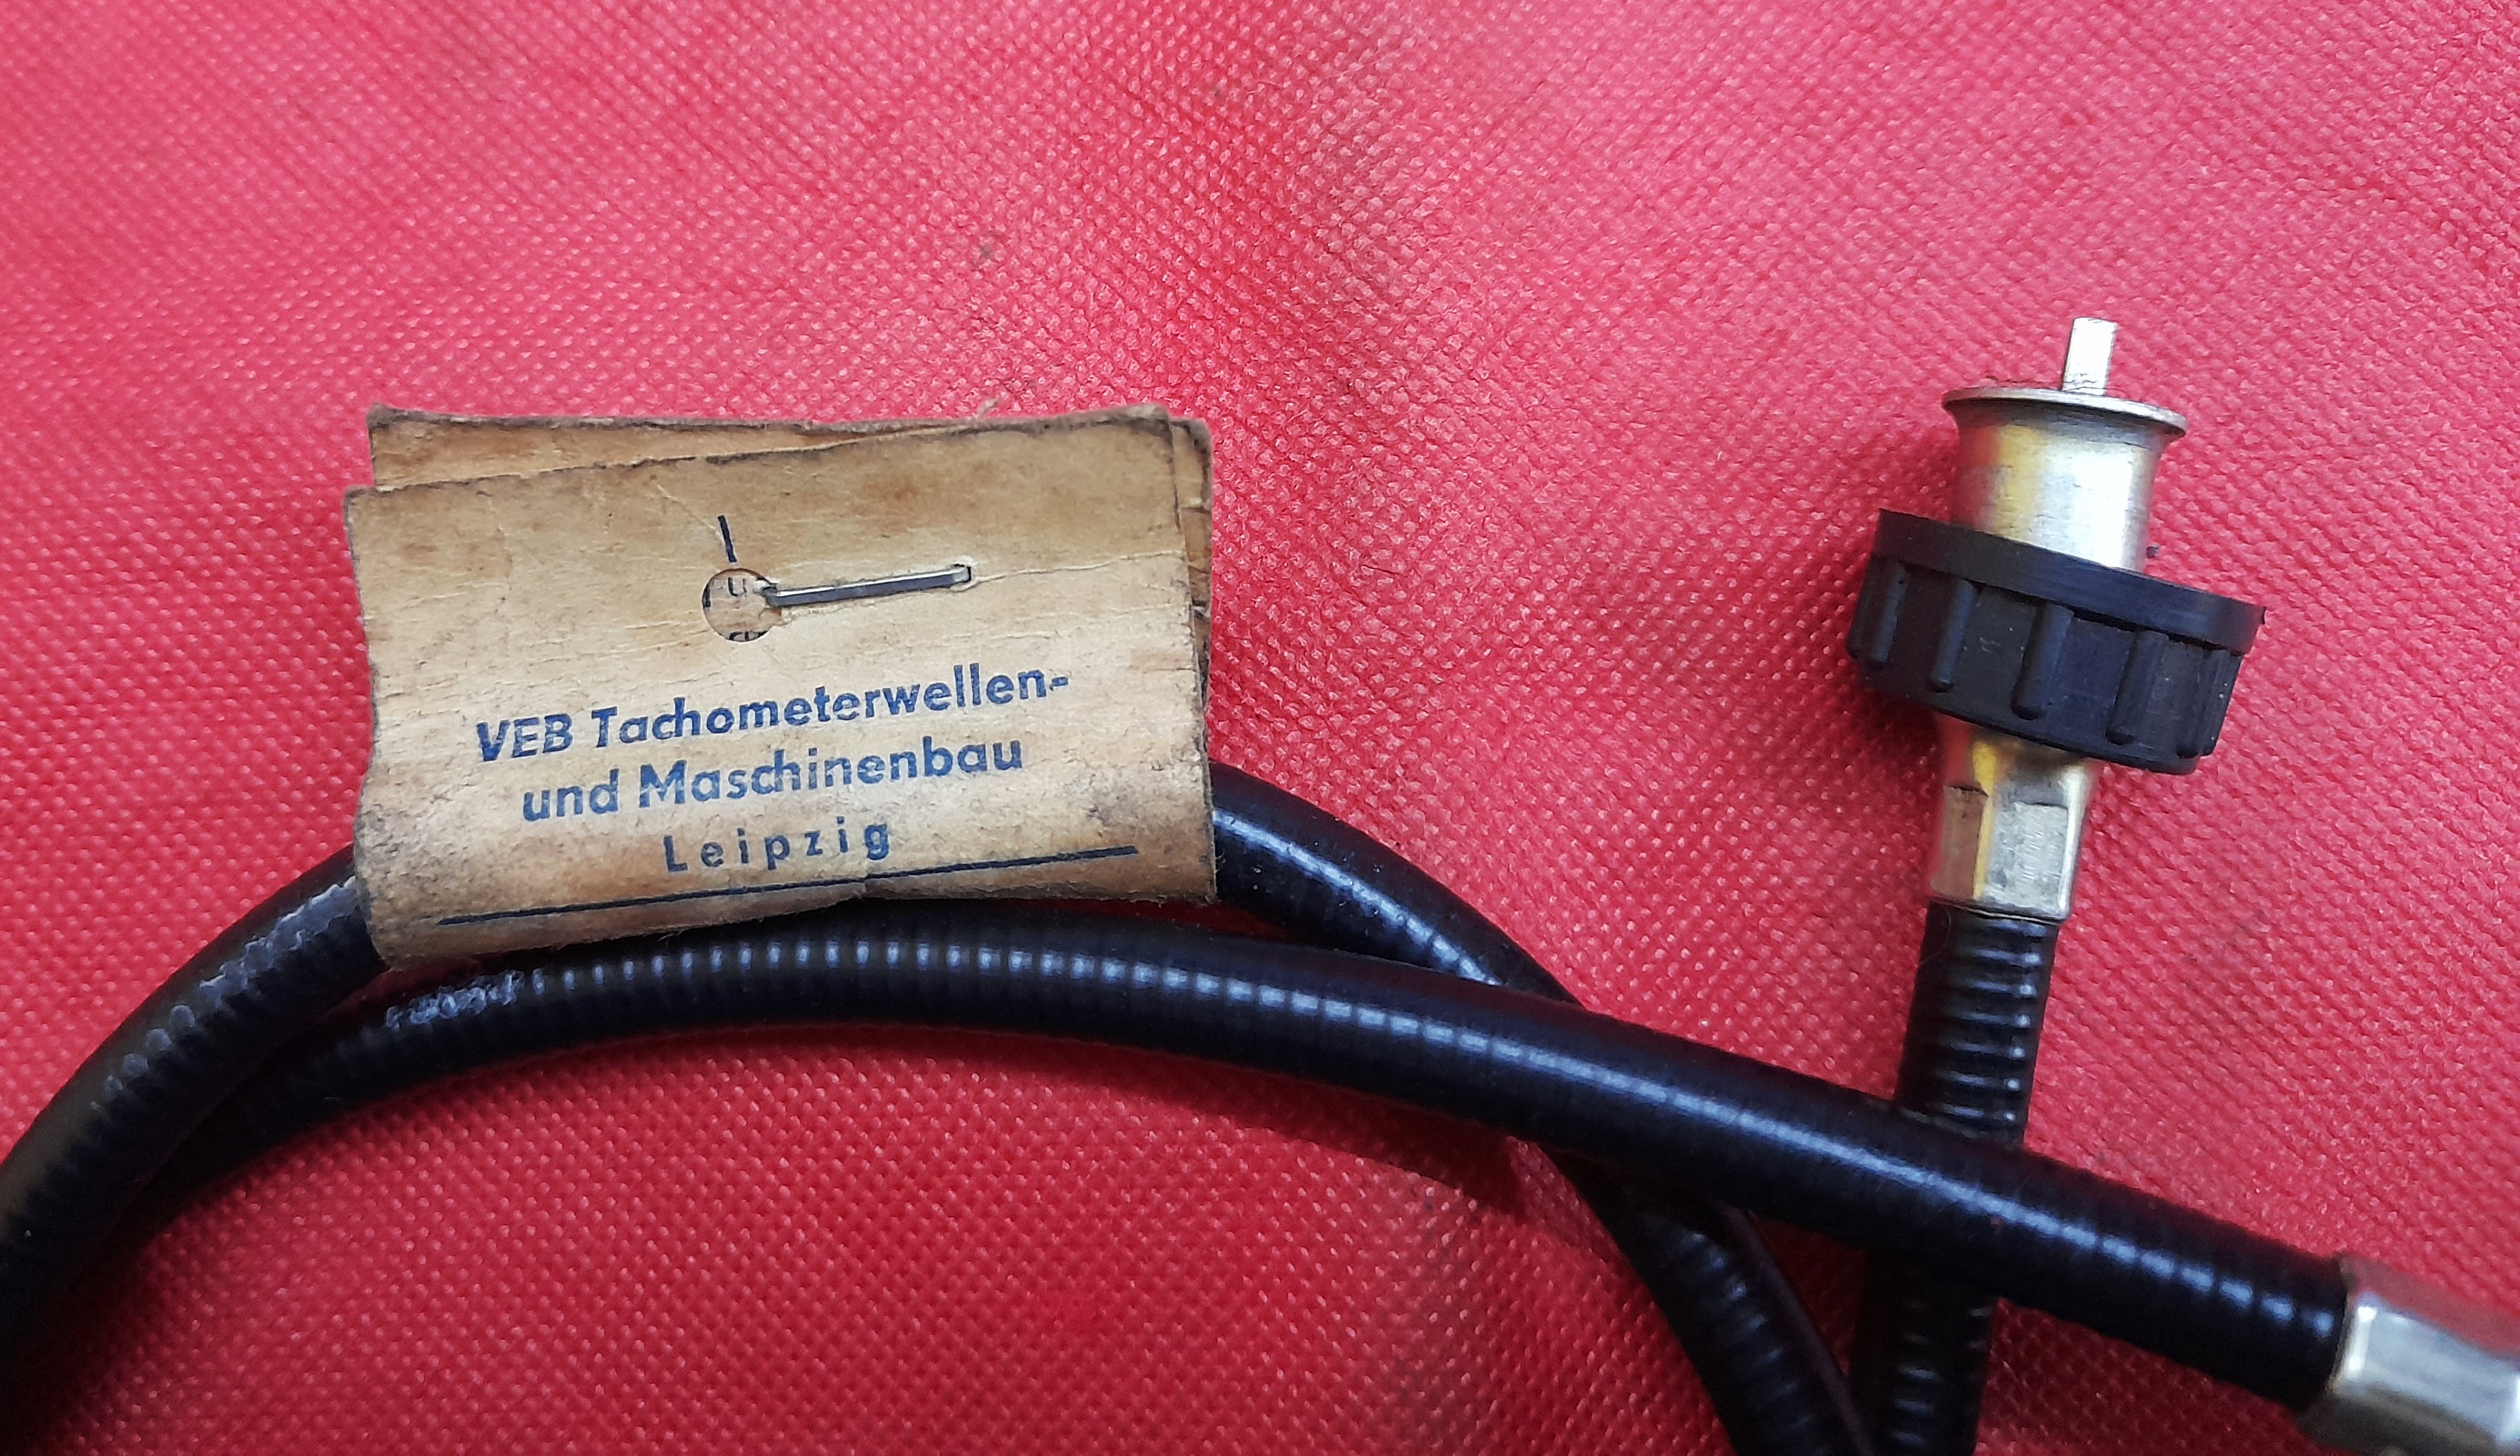 VEB Tachometerwellen-
und Maschinenbau
Leipzig